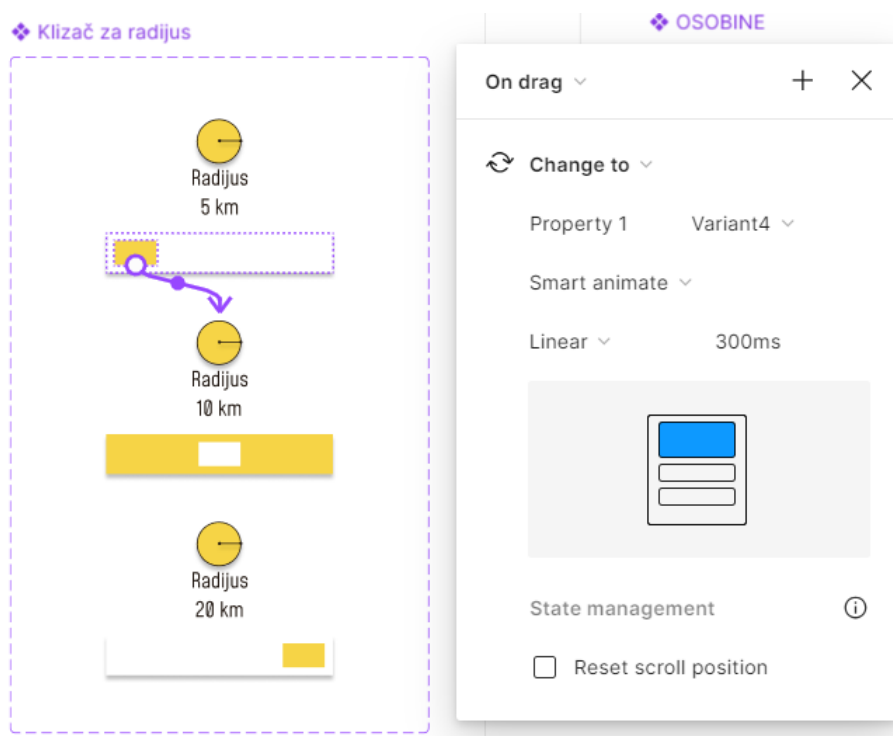 Klizač za radijus
Radijus
5 km
Radijus
10 km
Radijus
20 km
OSOBINE
On drag
Change to
Property 1 Variant4
Smart animate
Linear 300ms
State management
Reset scroll position